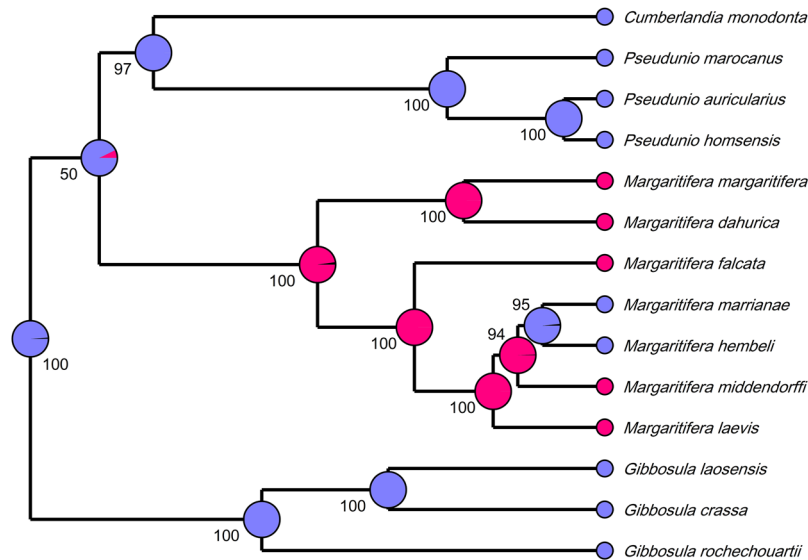 Cumberlandia monodonta
97
Pseudunio marocanus
100
Pseudunio auricularius
100
Pseudunio homsensis
50
Margaritifera margaritifera
100
Margaritifera dahurica
100
Margaritifera falcata
95
Margaritifera marrianae
94
100
Margaritifera hembeli
100
Margaritifera middendorffi
100
Margaritifera laevis
Gibbosula laosensis
100
Gibbosula crassa
100
Gibbosula rochechouartii